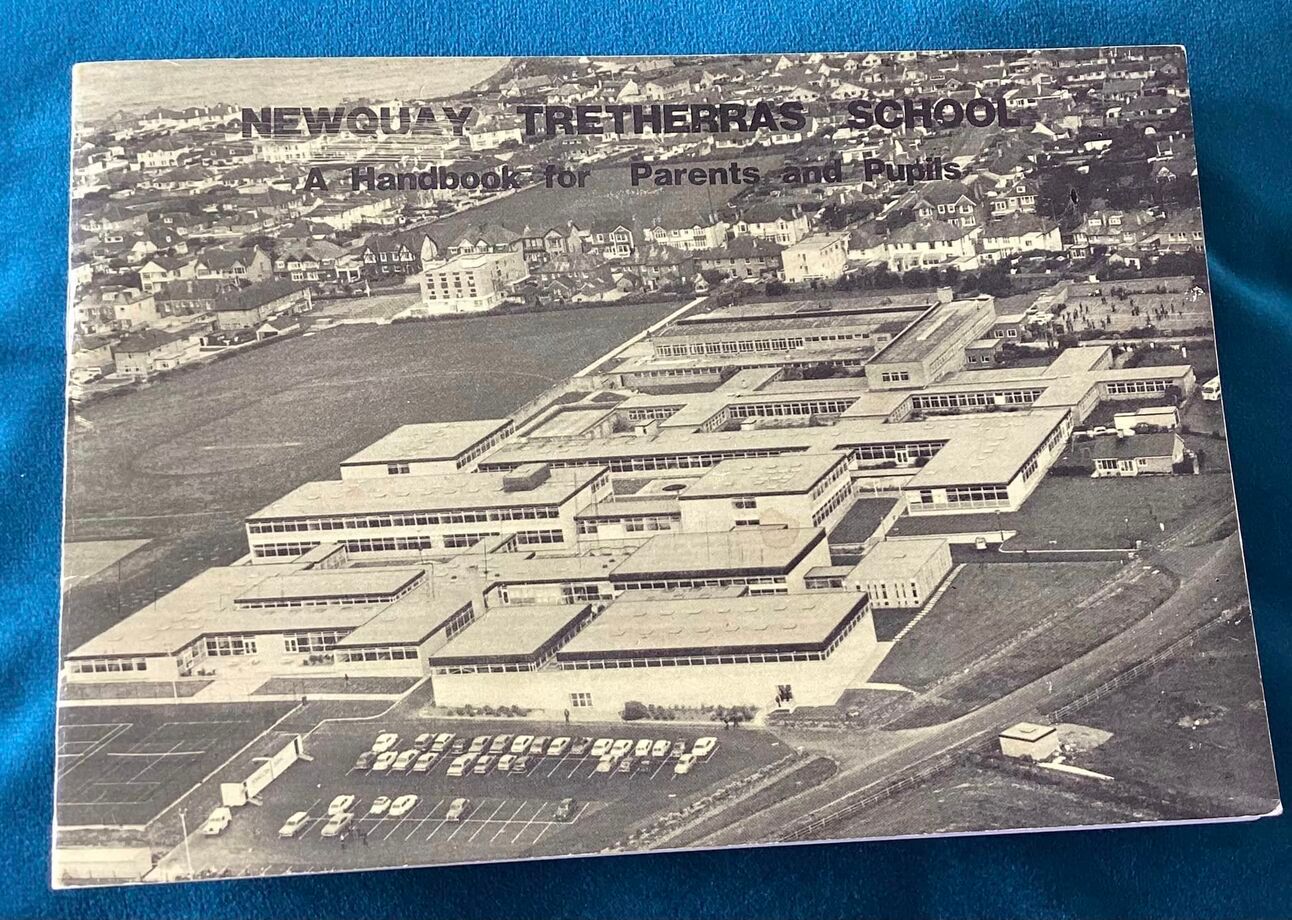 NEWQUAY TRETHERRAS SCHOOL
A Handbook for Parents and Pupils